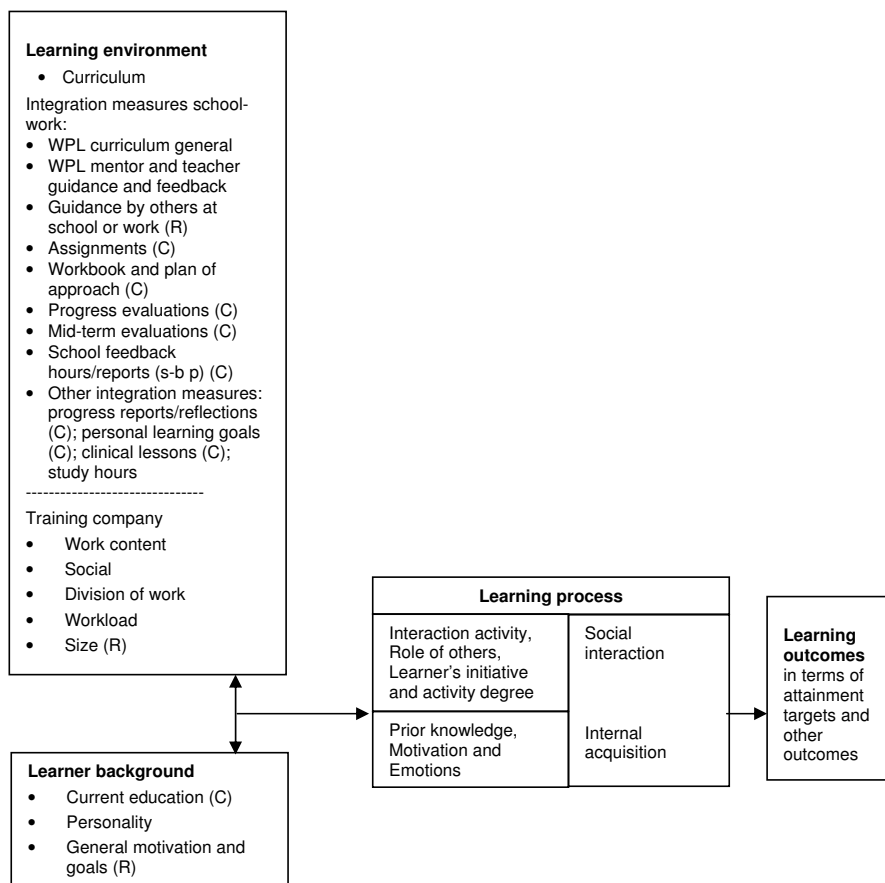 Learning environment
• Curriculum
Integration measures school-
work:
• WPL curriculum general
• WPL mentor and teacher
guidance and feedback
• Guidance by others at
school or work (R)
• Assignments (C)
• Workbook and plan of
approach (C)
• Progress evaluations (C)
• Mid-term evaluations (C)
• School feedback
hours/reports (s-b p) (C)
• Other integration measures:
progress reports/reflections
(C); personal learning goals
(C); clinical lessons (C);
study hours
-------------------------------
Training company
• Work content
• Social
• Division of work
• Workload
• Size (R)
Learner background
• Current education (C)
• Personality
• General motivation and
goals (R)
Learning process
Interaction activity,
Role of others,
Learner's initiative
and activity degree
Social
interaction
Prior knowledge,
Motivation and
Emotions
Internal
acquisition
Learning
outcomes
in terms of
attainment
targets and
other
outcomes